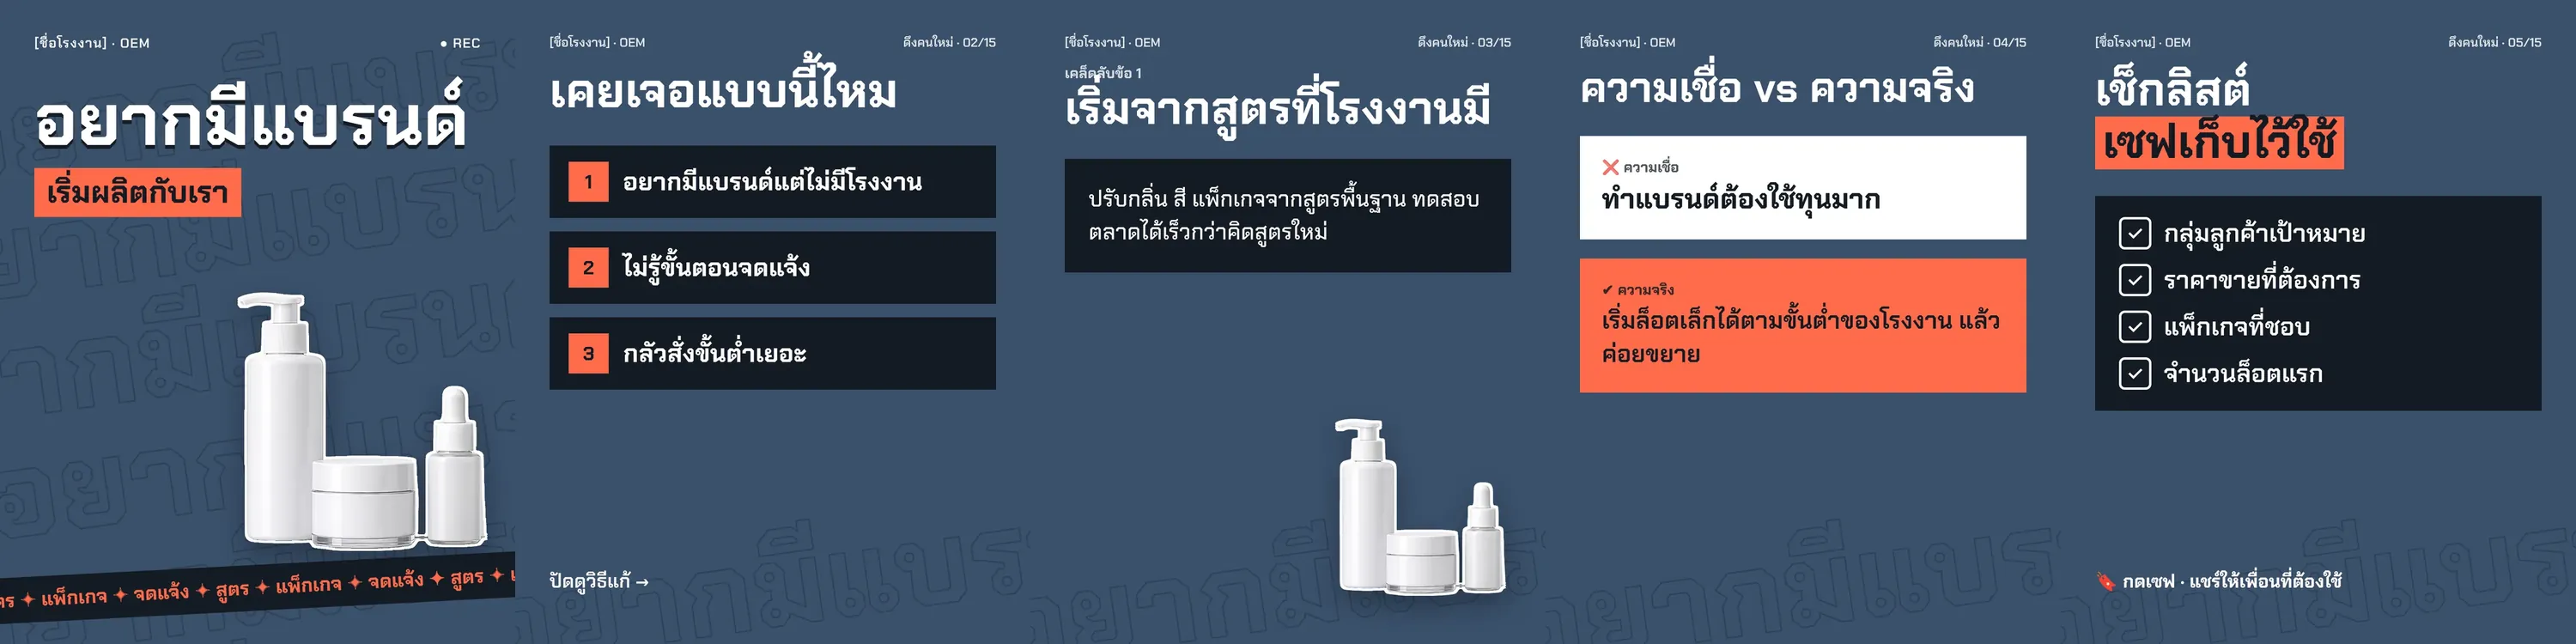 [ชื่อโรงงาน] · OEM
● REC
อยากมีแบรนด์
เริ่มผลิตกับเรา
สูตร ✦ แพ็กเกจ ✦ จดแจ้ง ✦ สูตร ✦ แพ็กเกจ ✦ จดแจ้ง ✦ สูตร ✦
[ชื่อโรงงาน] · OEM
ดึงคนใหม่ · 02/15
เคยเจอแบบนี้ไหม
1 อยากมีแบรนด์แต่ไม่มีโรงงาน
2 ไม่รู้ขั้นตอนจดแจ้ง
3 กลัวสั่งขั้นต่ำเยอะ
ปัดดูวิธีแก้ →
[ชื่อโรงงาน] · OEM
ดึงคนใหม่ · 03/15
เคล็ดลับข้อ 1
เริ่มจากสูตรที่โรงงานมี
ปรับกลิ่น สี แพ็กเกจจากสูตรพื้นฐาน ทดสอบ
ตลาดได้เร็วกว่าคิดสูตรใหม่
[ชื่อโรงงาน] · OEM
ดึงคนใหม่ · 04/15
ความเชื่อ vs ความจริง
❌ ความเชื่อ
ทำแบรนด์ต้องใช้ทุนมาก
✔ ความจริง
เริ่มล็อตเล็กได้ตามขั้นต่ำของโรงงาน แล้ว
ค่อยขยาย
[ชื่อโรงงาน] · OEM
ดึงคนใหม่ · 05/15
เช็กลิสต์
เซฟเก็บไว้ใช้
กลุ่มลูกค้าเป้าหมาย
ราคาขายที่ต้องการ
แพ็กเกจที่ชอบ
จำนวนล็อตแรก
🔖 กดเซฟ · แชร์ให้เพื่อนที่ต้องใช้